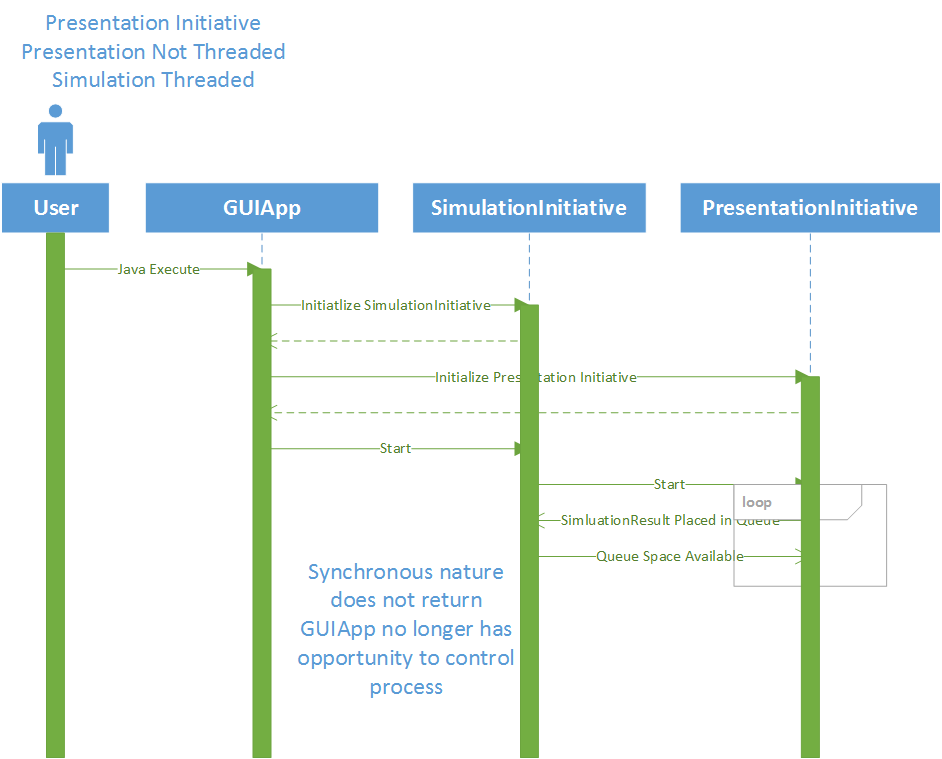 Presentation Initiative
Presentation Not Threaded
Simulation Threaded
User
GUIApp
SimulationInitiative
PresentationInitiative
Java Execute
Initiatlize SimulationInitiative
Initialize Presentation Initiative
Start
Start
loop
SimluationResult Placed in Queue
Queue Space Available
Synchronous nature
does not return
GUIApp no longer has
opportunity to control
process